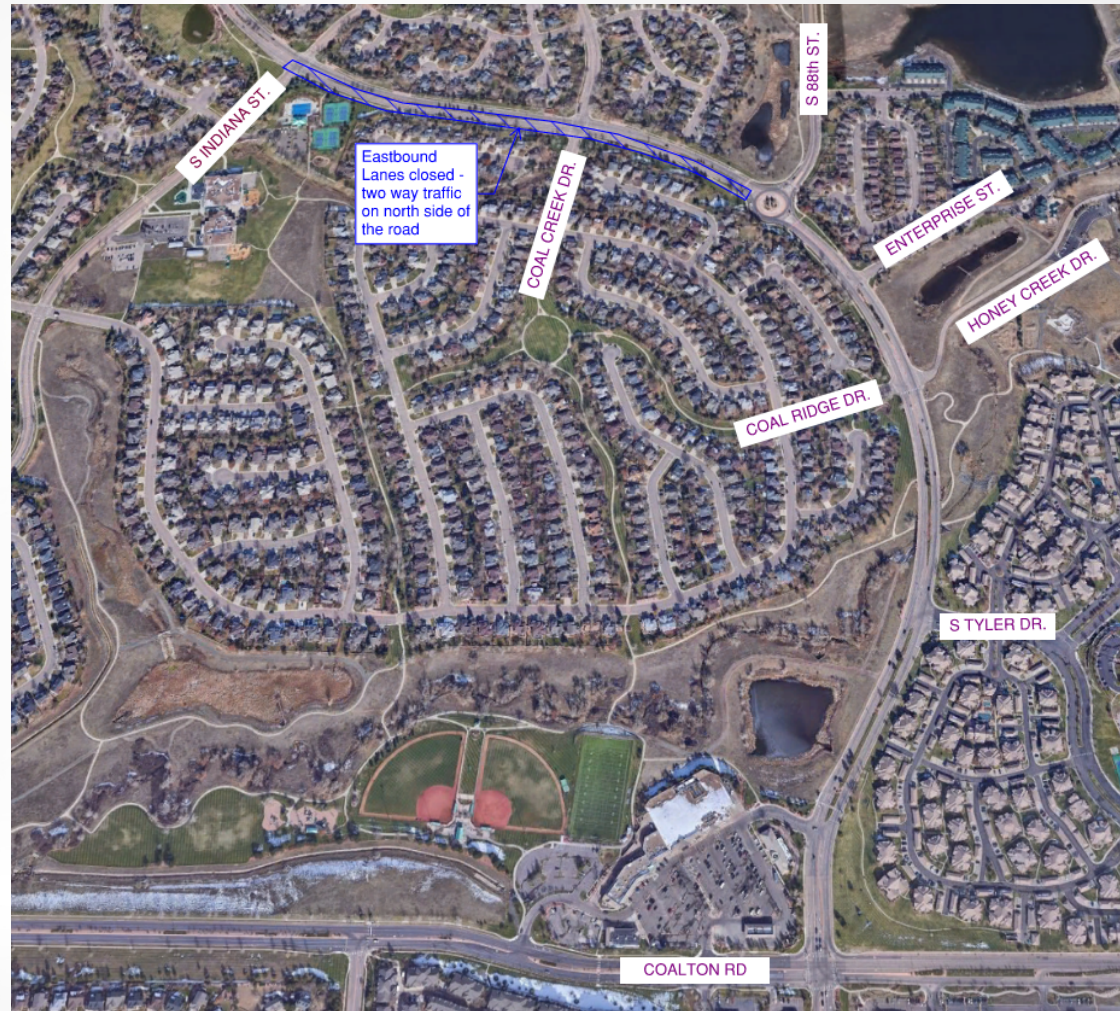 S 88th ST.
S INDIANA ST.
Eastbound
Lanes closed -
two way traffic
on north side of
the road
COAL CREEK DR.
ENTERPRISE ST.
HONEY CREEK DR.
COAL RIDGE DR.
S TYLER DR.
COALTON RD